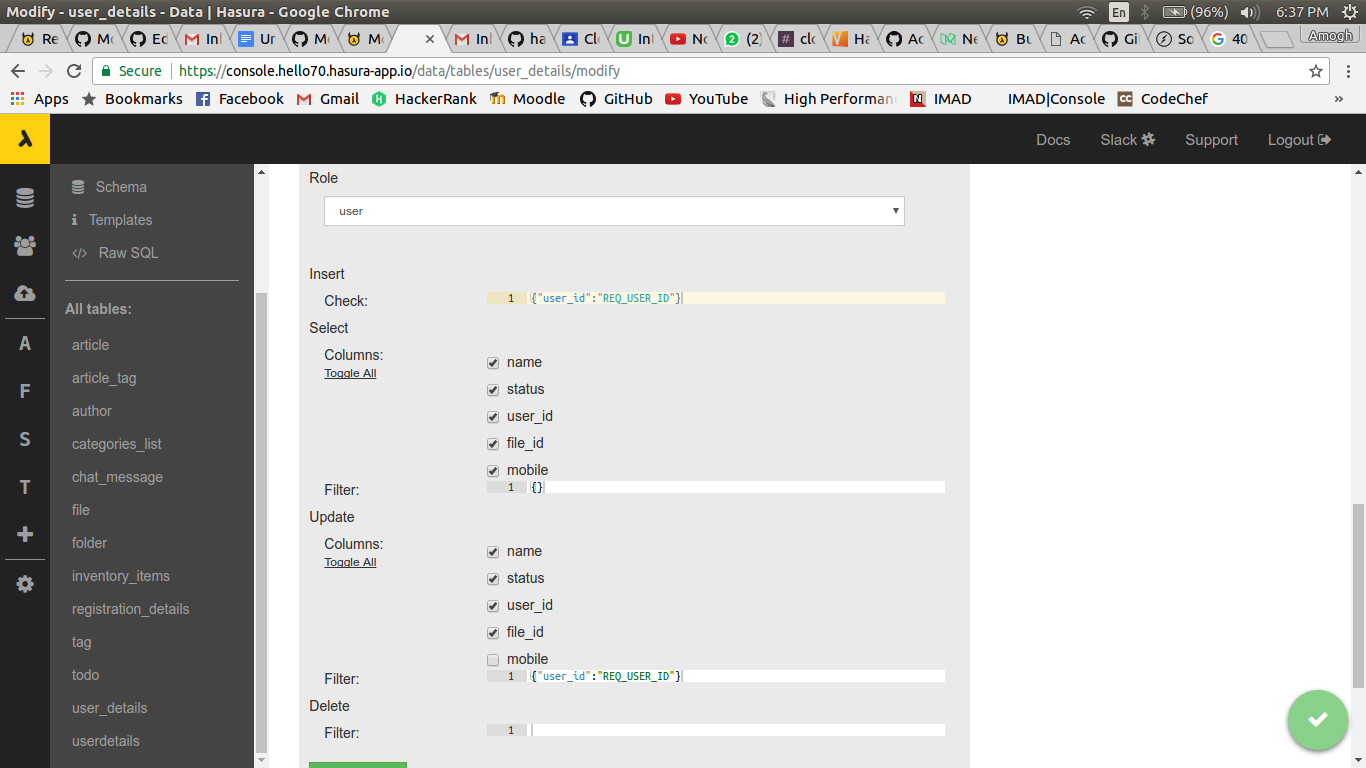 Modify - user_details - Data | Hasura - Google Chrome
En
(96%)
6:37 PM
Re
Mo
Ed
Inl
Ur
Mo
Mo
Inl
ha
Clo
Inl
No
(2)
clo
Ha
Ac
Ne
Bu
Ac
Gi
So
40
Amogh
Secure
https://console.hello70.hasura-app.io/data/tables/user_details/modify
Apps
Bookmarks
Facebook
Gmail
HackerRank
Moodle
GitHub
YouTube
High Performan
IMAD
IMAD|Console
CodeChef
»
Docs
Slack
Support
Logout
A
F
S
T
Schema
Templates
Raw SQL
All tables:
article
article_tag
author
categories_list
chat_message
file
folder
inventory_items
registration_details
tag
todo
user_details
userdetails
Role
user
Insert
Check:
1 {"user_id":"REQ_USER_ID"}
Select
Columns:
Toggle All
name
status
user_id
file_id
mobile
Filter:
1 {}
Update
Columns:
Toggle All
name
status
user_id
file_id
mobile
Filter:
1 {"user_id":"REQ_USER_ID"}
Delete
Filter:
1